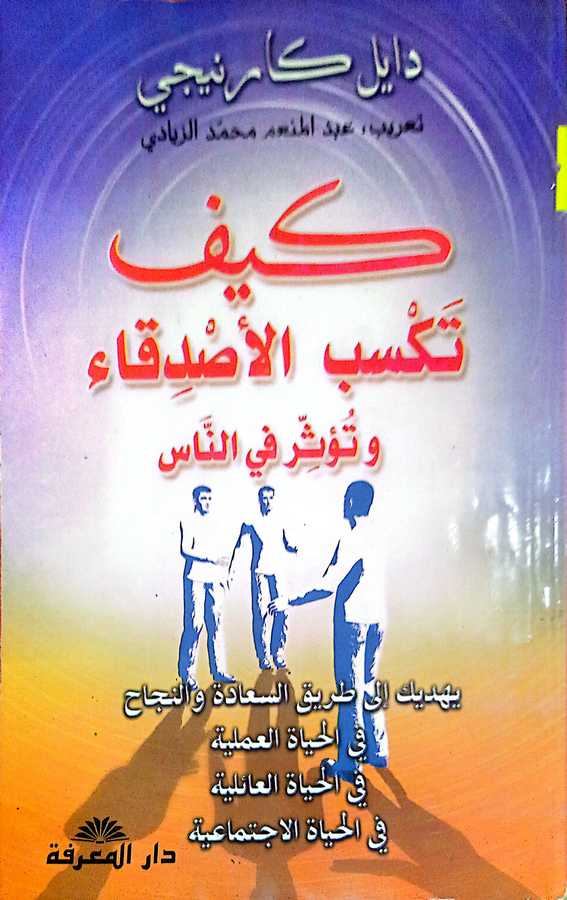 دايل كارنيجي
تعريب، عبد المنعم محمد الزيادي
كيف
تَكْسب الأصْدِقاء
وتُؤثِّر في النَّاس
يهديك إلى طريق السعادة والنجاح
في الحياة العملية
في الحياة العائلية
في الحياة الاجتماعية
دار المعرفة